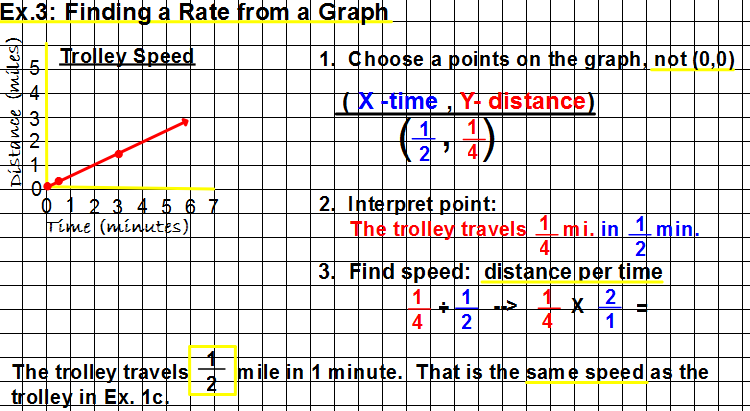 Ex.3: Finding a Rate from a Graph
Trolley Speed
Distance (miles)
5
4
3
2
1
0
0 1 2 3 4 5 6 7
Time (minutes)
1. Choose a points on the graph, not (0,0)
( X -time , Y- distance)
(1/2 , 1/4)
2. Interpret point:
The trolley travels 1/4 mi. in 1/2 min.
3. Find speed: distance per time
1/4 ÷ 1/2 --> 1/4 X 2/1 =
The trolley travels 1/2 mile in 1 minute. That is the same speed as the
trolley in Ex. 1c.